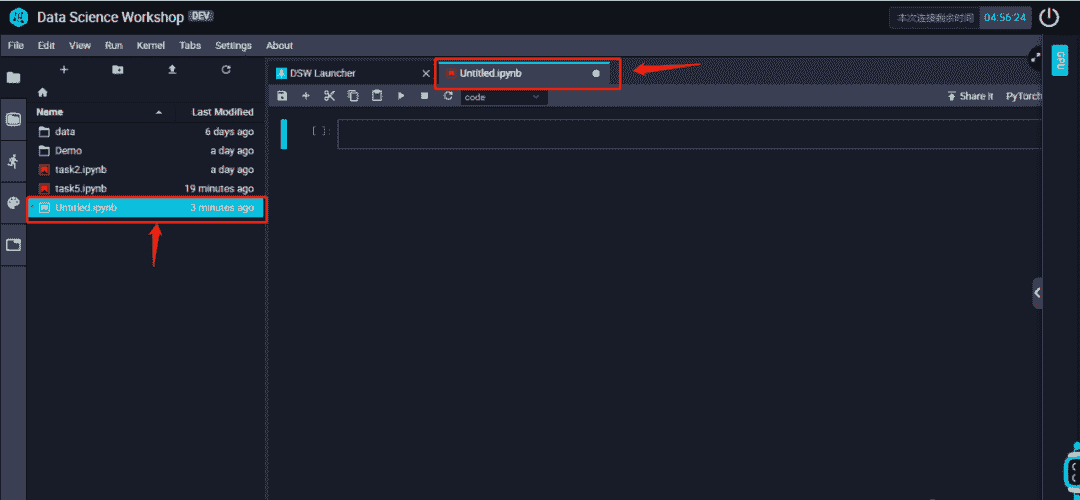 Data Science Workshop DEV
本次连接剩余时间 04:56:24
File Edit View Run Kernel Tabs Settings About
GPU
DSW Launcher
Untitled.ipynb
code
Share It PyTorch
Name Last Modified
data 6 days ago
Demo a day ago
task2.ipynb a day ago
task5.ipynb 19 minutes ago
Untitled.ipynb 3 minutes ago
[ ]: